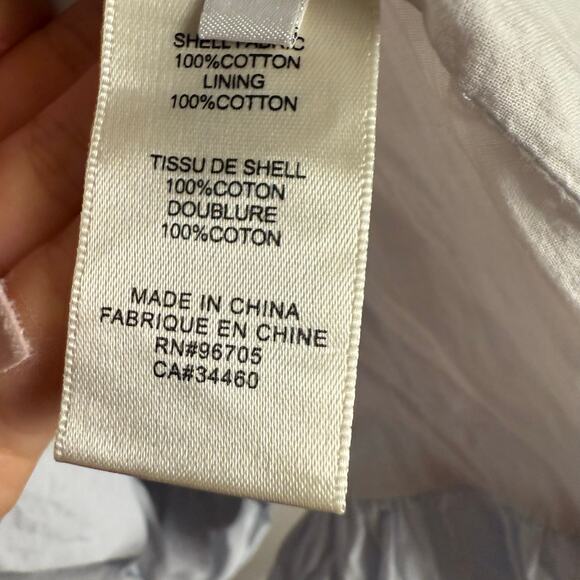 SHELL FABRIC
100%COTTON
LINING
100%COTTON
TISSU DE SHELL
100%COTON
DOUBLURE
100%COTON
MADE IN CHINA
FABRIQUE EN CHINE
RN#96705
CA#34460